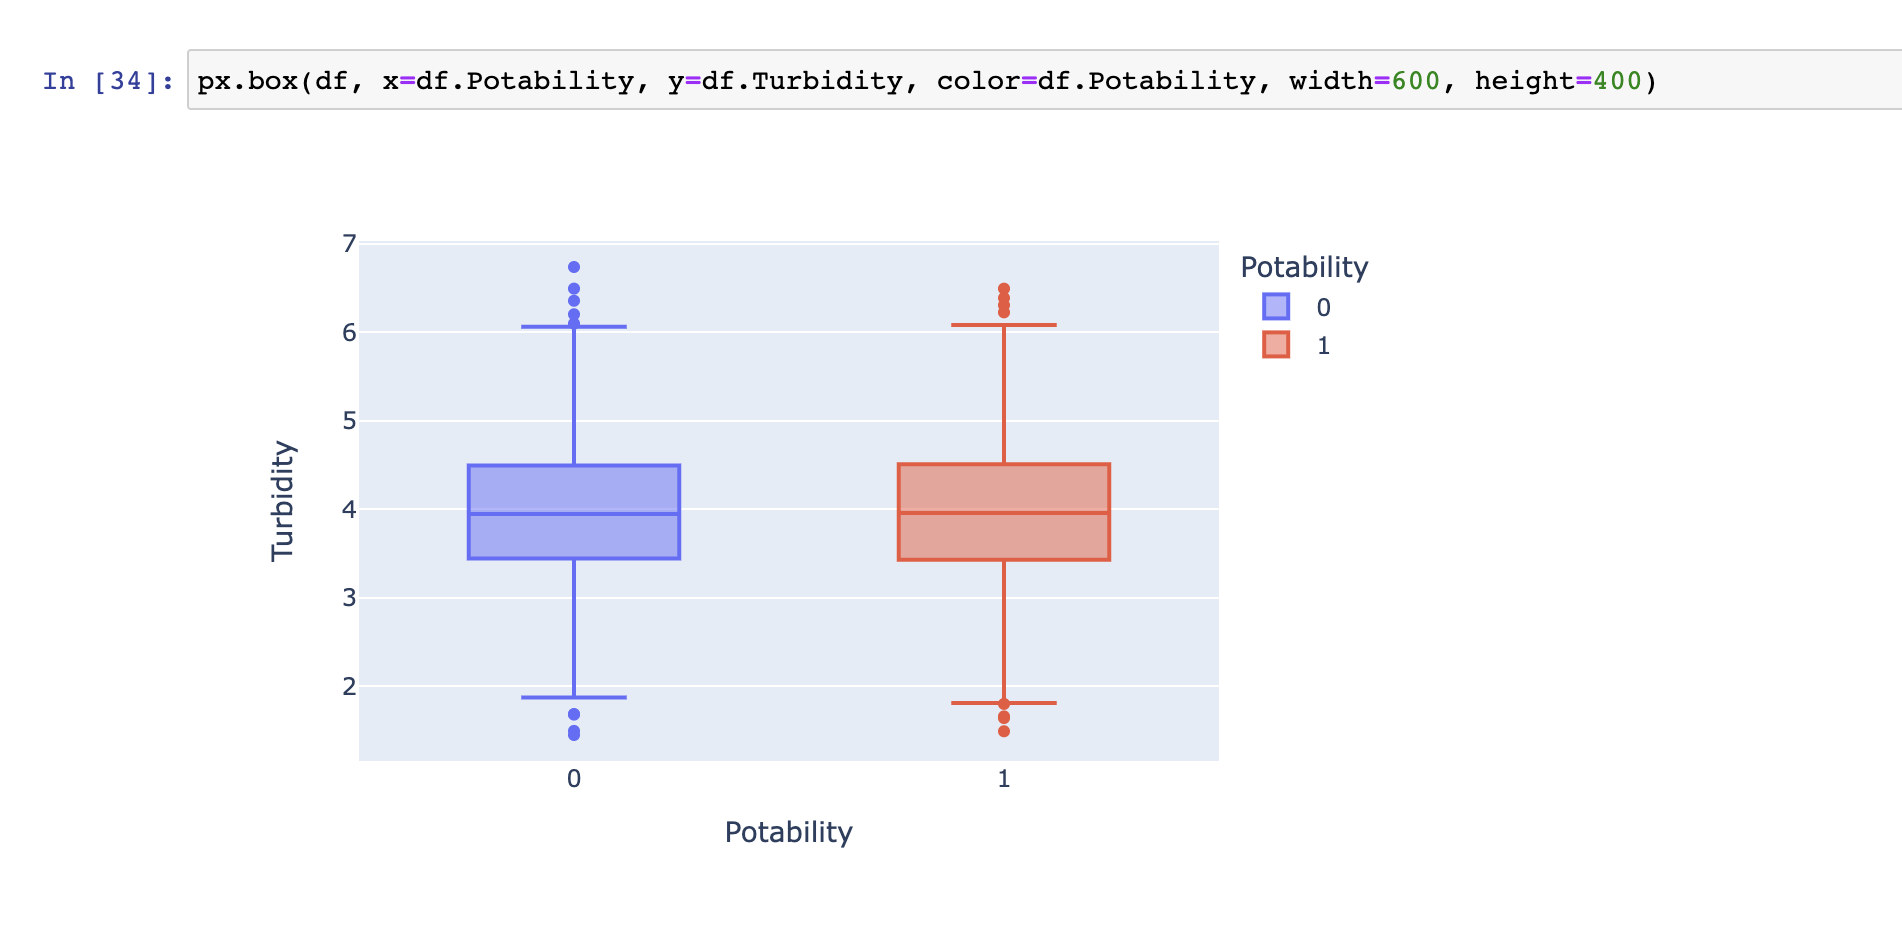 In [34]: px.box(df, x=df.Potability, y=df.Turbidity, color=df.Potability, width=600, height=400)
7
6
5
4
3
2
Turbidity
0 1
Potability
Potability
0
1